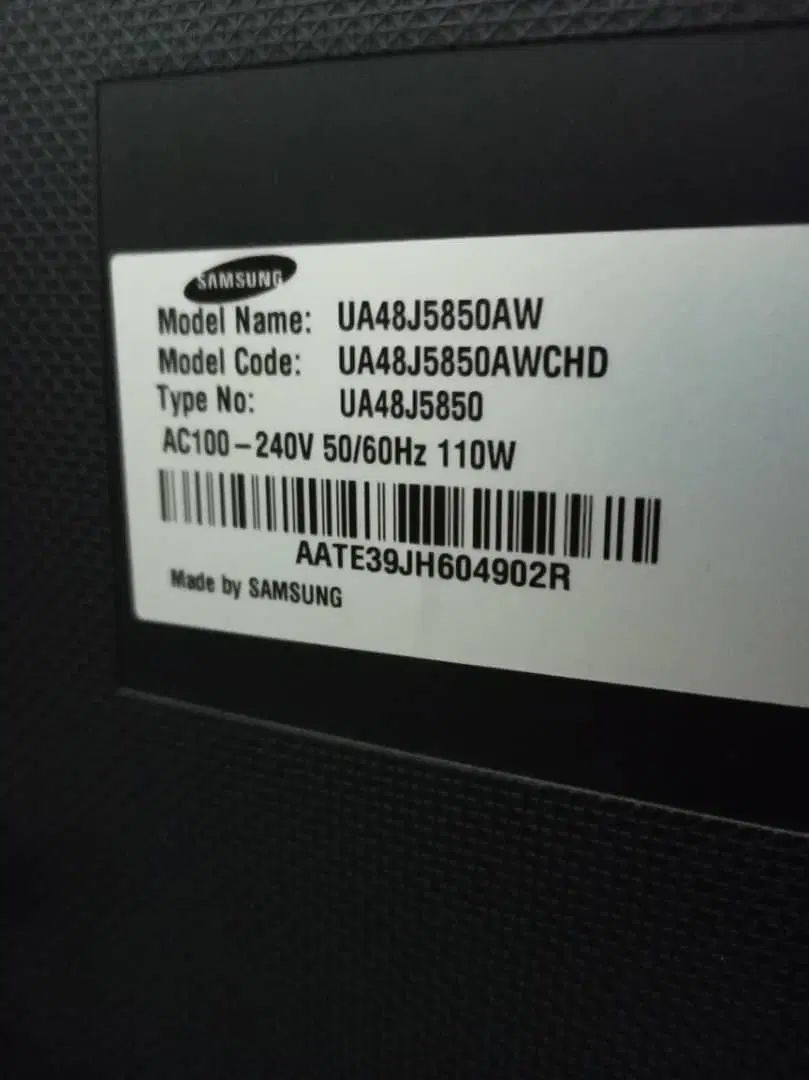 SAMSUNG
Model Name: UA48J5850AW
Model Code: UA48J5850AWCHD
Type No: UA48J5850
AC100-240V 50/60Hz 110W
AATE39JH604902R
Made by SAMSUNG